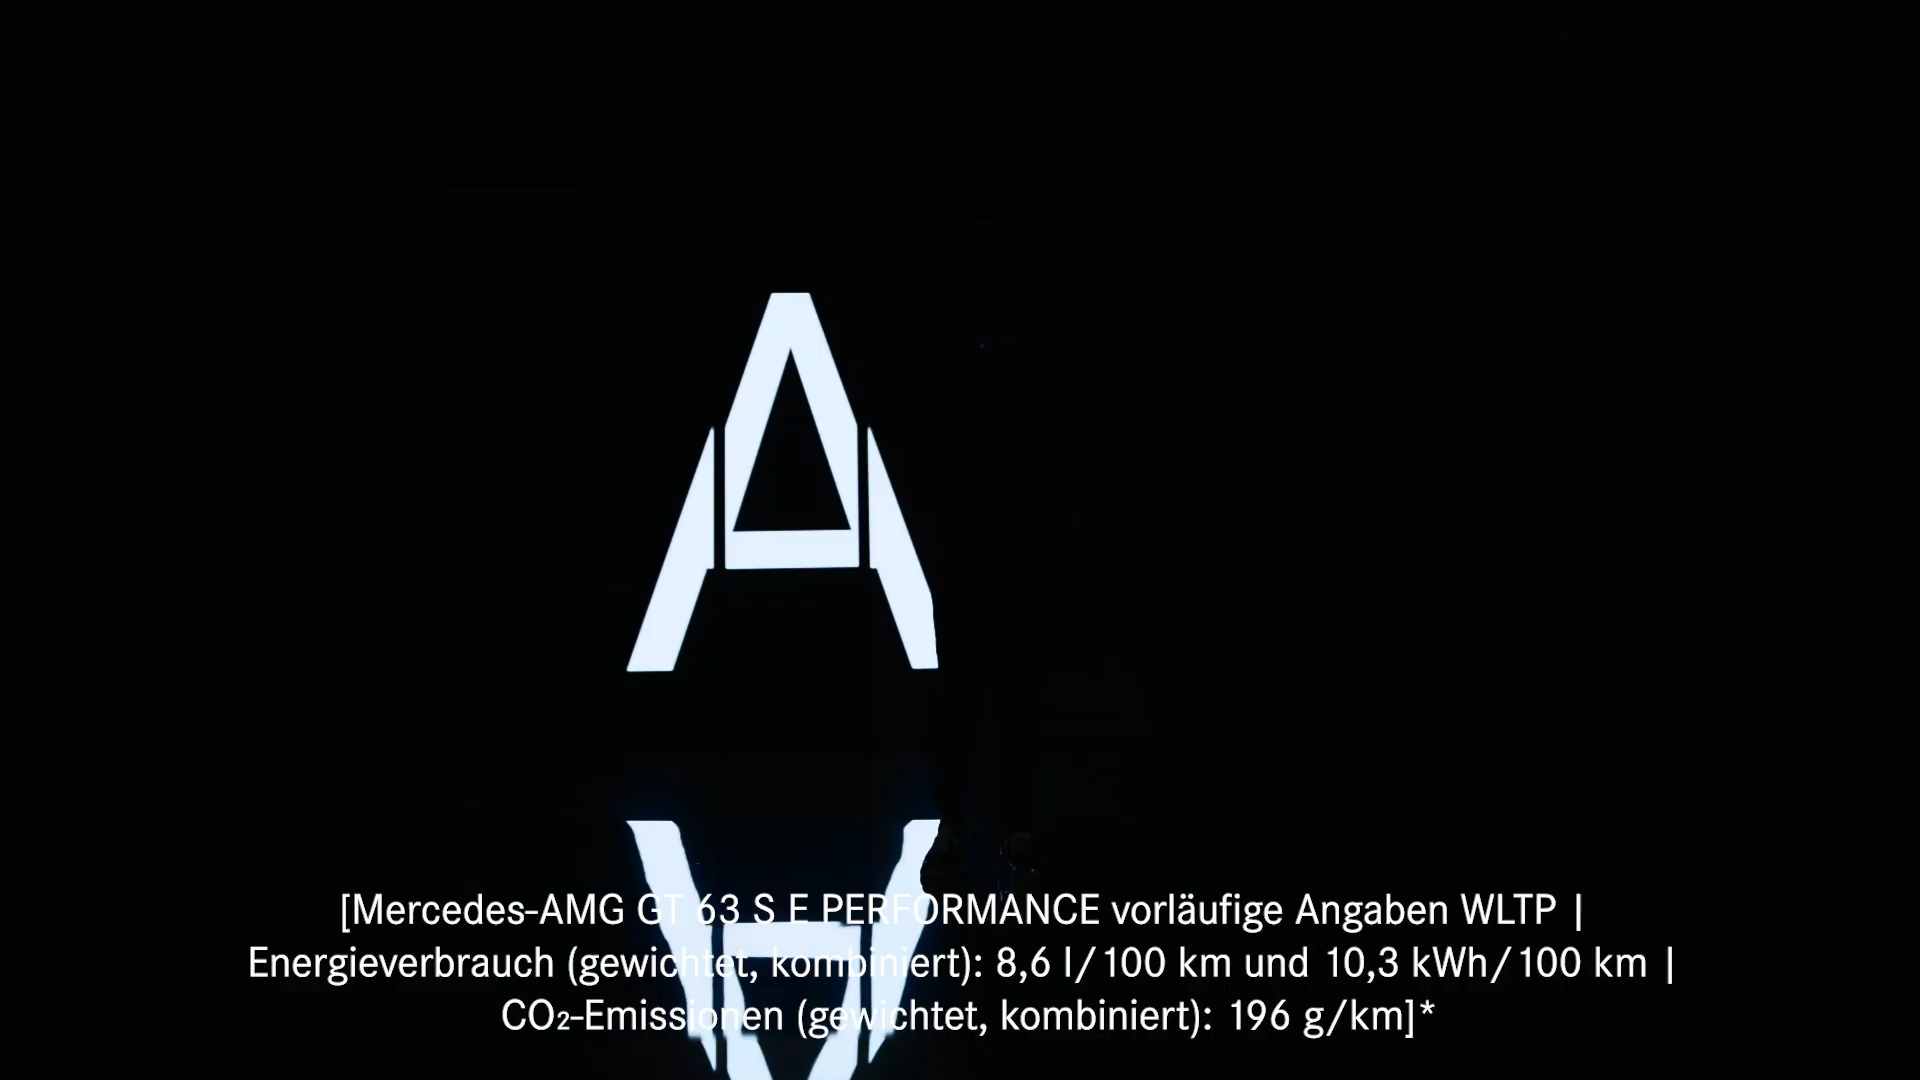 A
[Mercedes-AMG GT 63 S E PERFORMANCE vorläufige Angaben WLTP |
Energieverbrauch (gewichtet, kombiniert): 8,6 l/100 km und 10,3 kWh/100 km |
CO₂-Emissionen (gewichtet, kombiniert): 196 g/km]*